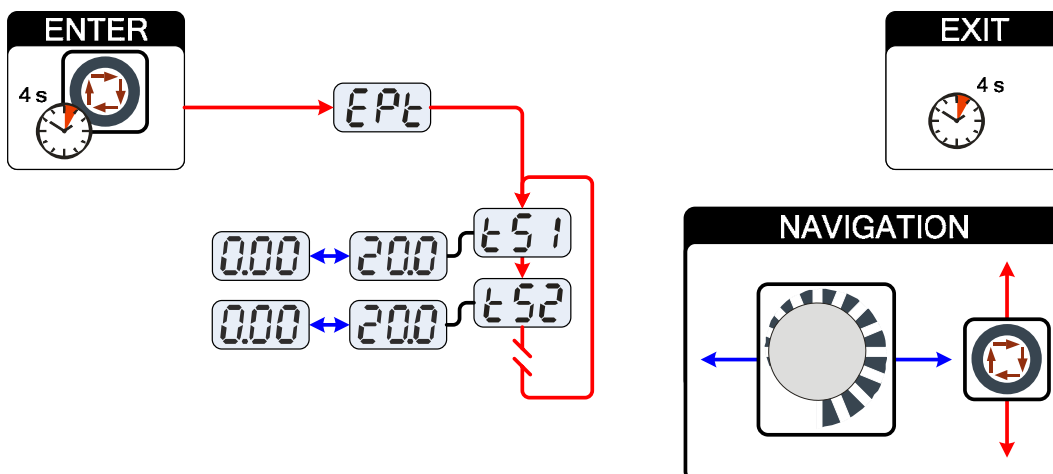 ENTER
4 s
EPt
EXIT
4 s
tS1
0.00
20.0
tS2
0.00
20.0
NAVIGATION